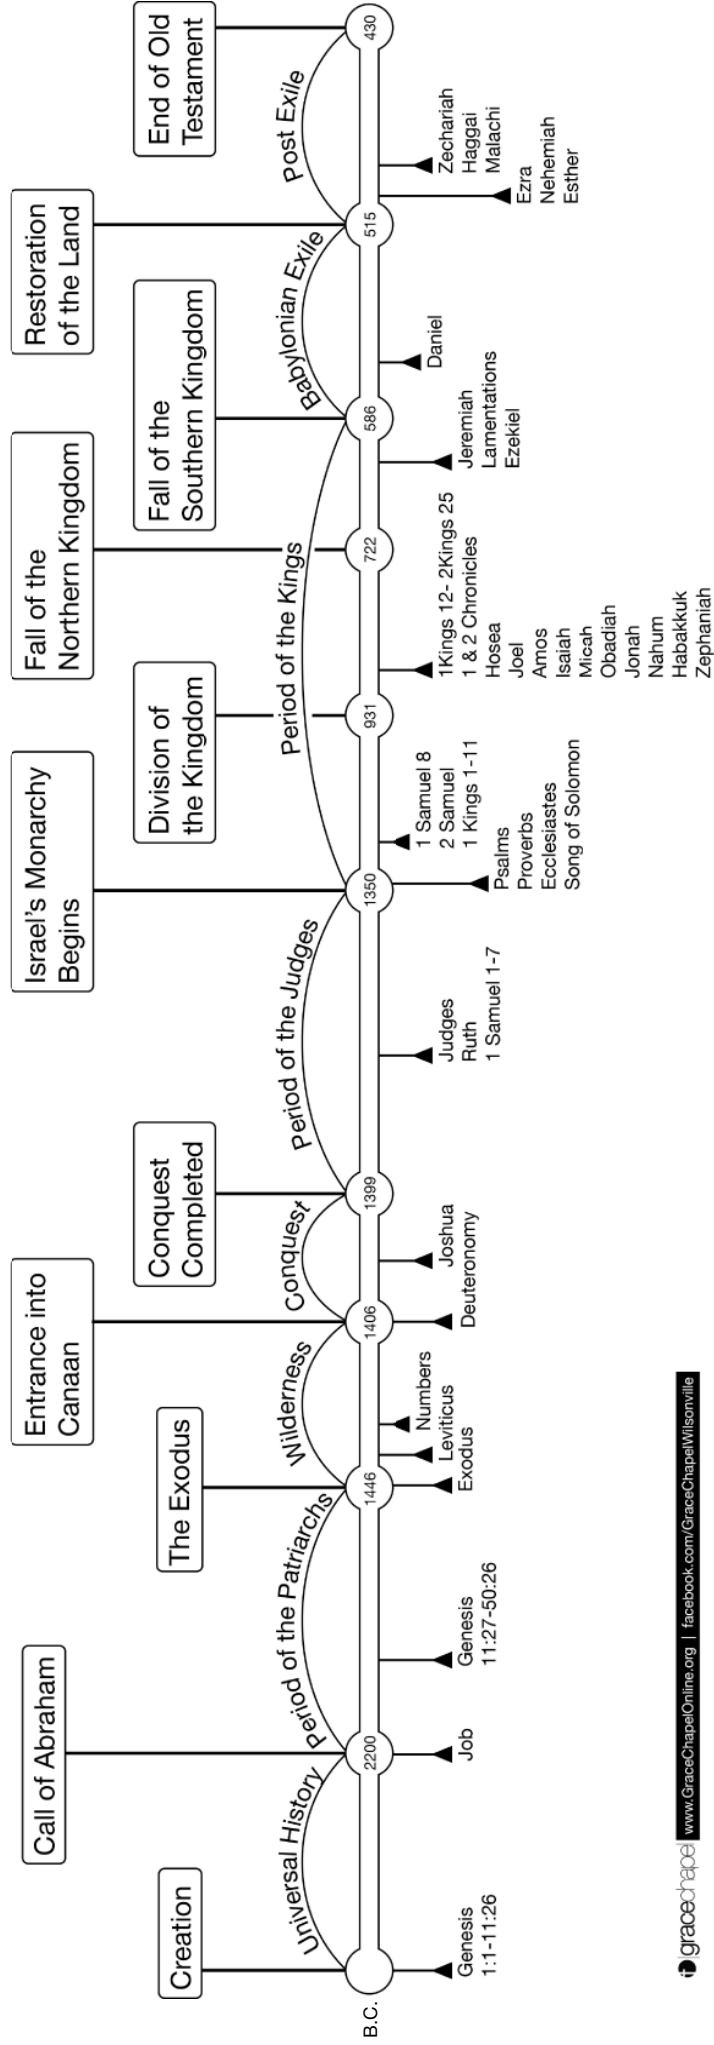 Call of Abraham
Entrance into
Canaan
Israel's Monarchy
Begins
Fall of the
Northern Kingdom
Restoration
of the Land
Creation
The Exodus
Conquest
Completed
Division of
the Kingdom
Fall of the
Southern Kingdom
End of Old
Testament
Universal History
Period of the Patriarchs
Wilderness
Conquest
Period of the Judges
Period of the Kings
Babylonian Exile
Post Exile
B.C.
2200
1446
1406
1399
1350
931
722
586
515
430
Genesis
1:1-11:26
Job
Genesis
11:27-50:26
Exodus
Leviticus
Numbers
Deuteronomy
Joshua
Judges
Ruth
1 Samuel 1-7
Psalms
Proverbs
Ecclesiastes
Song of Solomon
1 Samuel 8
2 Samuel
1 Kings 1-11
1Kings 12- 2Kings 25
1 & 2 Chronicles
Hosea
Joel
Amos
Isaiah
Micah
Obadiah
Jonah
Nahum
Habakkuk
Zephaniah
Jeremiah
Lamentations
Ezekiel
Daniel
Ezra
Nehemiah
Esther
Zechariah
Haggai
Malachi
gracechapel www.GraceChapelOnline.org | facebook.com/GraceChapelWilsonville